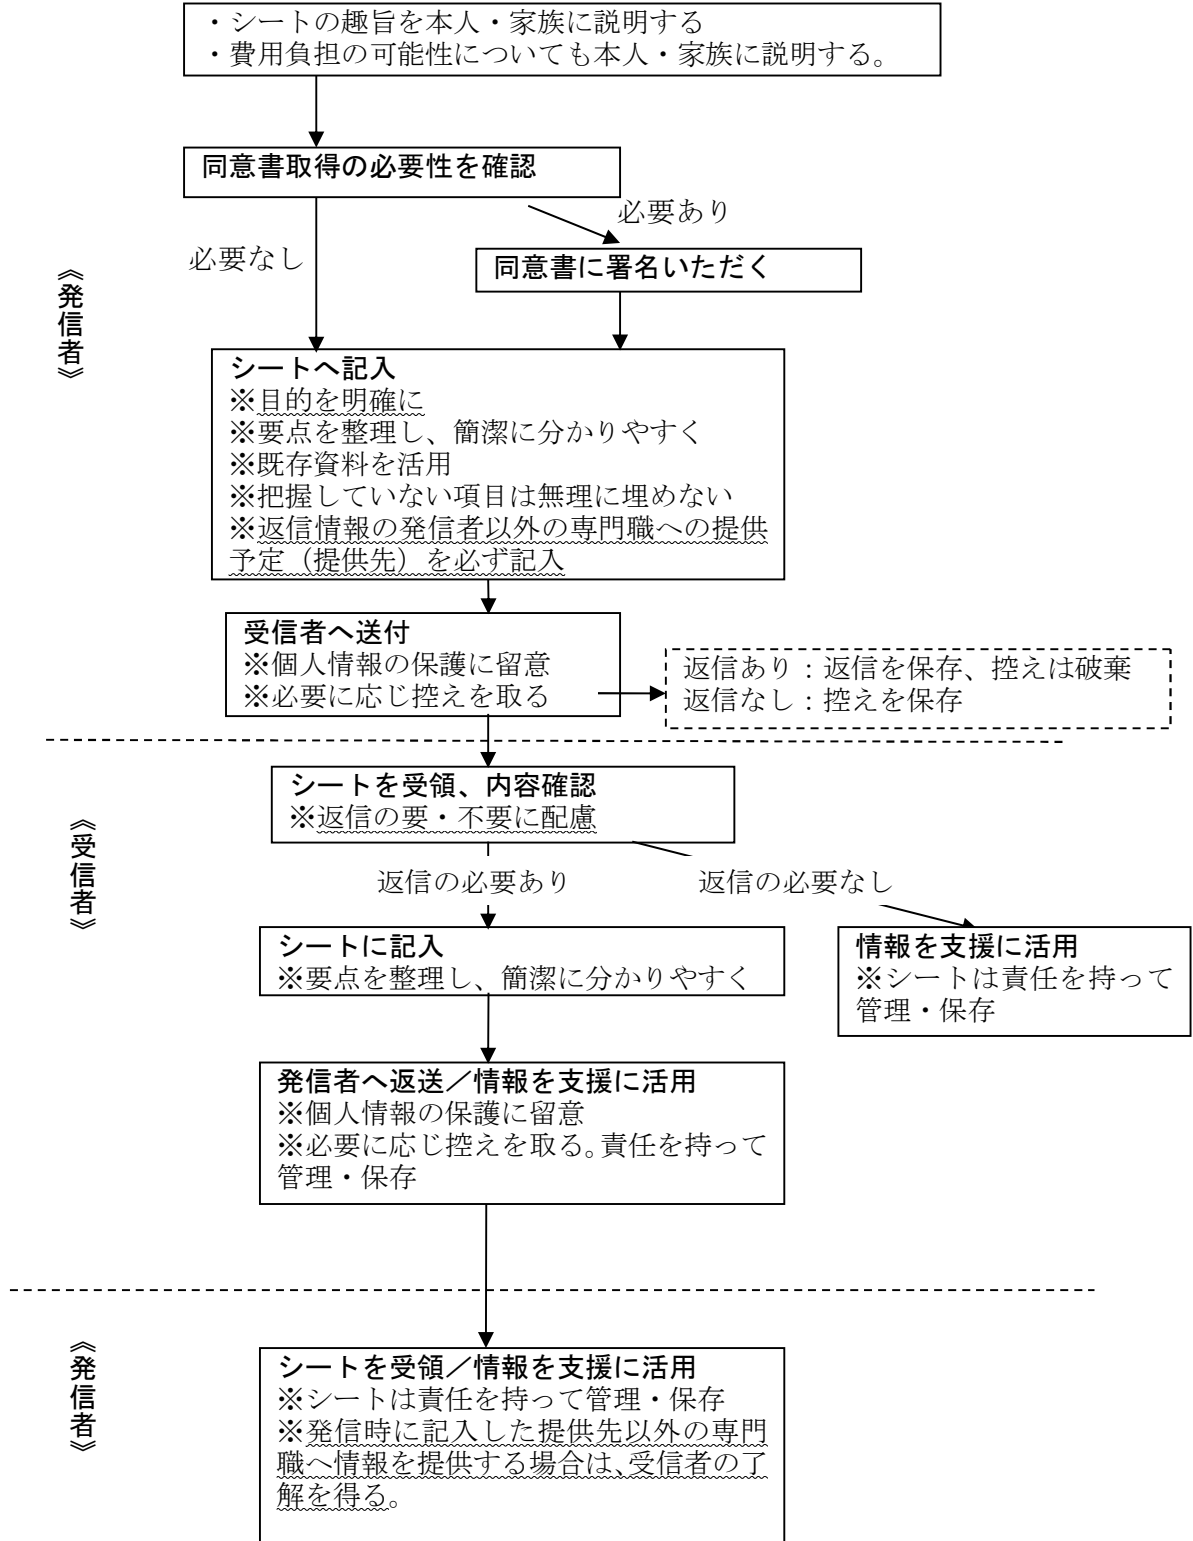 ・シートの趣旨を本人・家族に説明する
・費用負担の可能性についても本人・家族に説明する。
同意書取得の必要性を確認
必要あり
必要なし
同意書に署名いただく
《発信者》
シートへ記入
※目的を明確に
※要点を整理し、簡潔に分かりやすく
※既存資料を活用
※把握していない項目は無理に埋めない
※返信情報の発信者以外の専門職への提供
予定（提供先）を必ず記入
受信者へ送付
※個人情報の保護に留意
※必要に応じ控えを取る
返信あり：返信を保存、控えは破棄
返信なし：控えを保存
シートを受領、内容確認
※返信の要・不要に配慮
《受信者》
返信の必要あり
返信の必要なし
シートに記入
※要点を整理し、簡潔に分かりやすく
情報を支援に活用
※シートは責任を持って
管理・保存
発信者へ返送／情報を支援に活用
※個人情報の保護に留意
※必要に応じ控えを取る。責任を持って
管理・保存
《発信者》
シートを受領／情報を支援に活用
※シートは責任を持って管理・保存
※発信時に記入した提供先以外の専門
職へ情報を提供する場合は、受信者の了
解を得る。